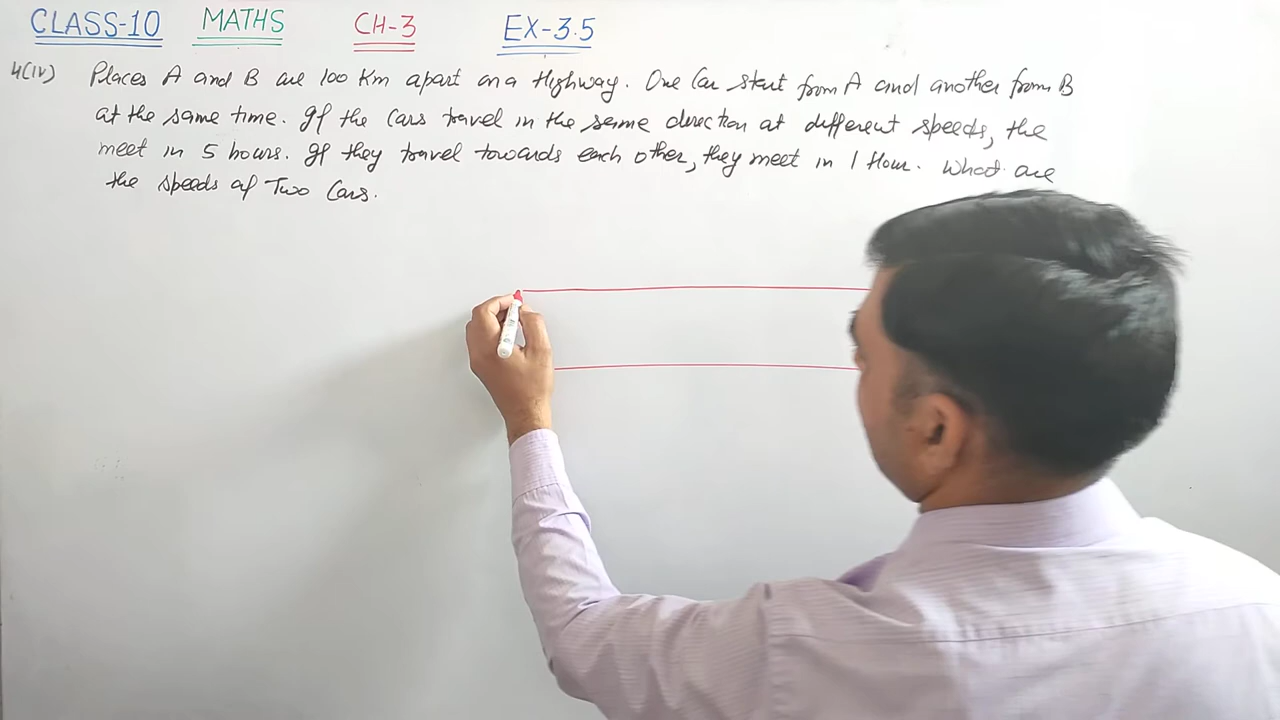 CLASS-10 MATHS CH-3 EX-3.5
4(iv) Places A and B are 100 Km apart on a Highway. One Car start from A and another from B
at the same time. If the Cars travel in the same direction at different speeds, the
meet in 5 hours. If they travel towards each other, they meet in 1 Hour. What are
the speeds of Two Cars.